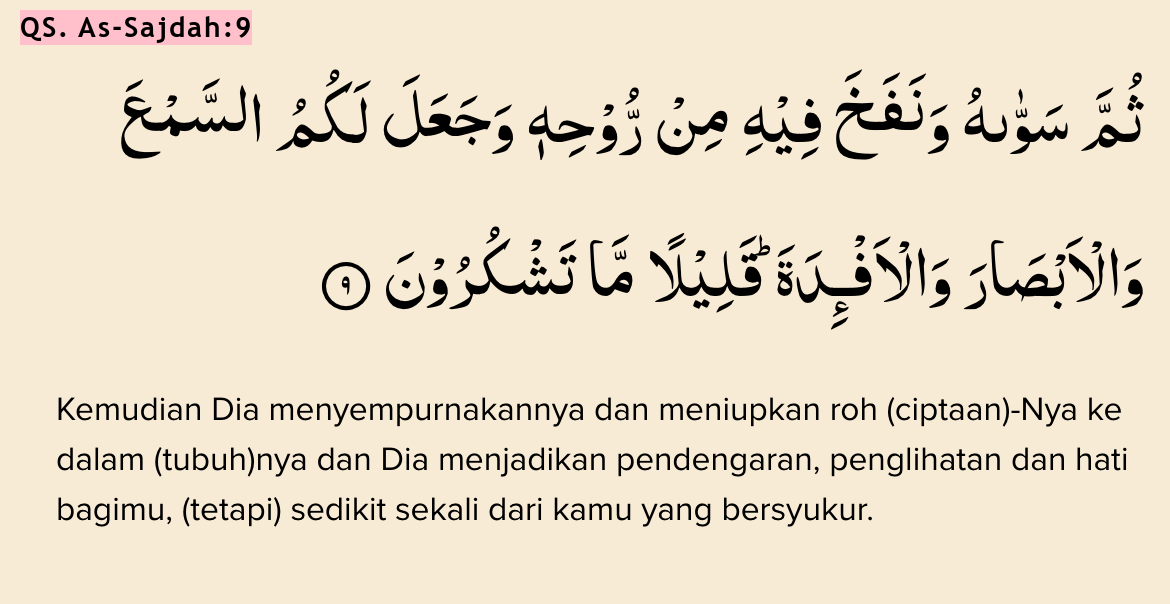 QS. As-Sajdah:9
ثُمَّ سَوّٰىهُ وَنَفَخَ فِيْهِ مِنْ رُّوْحِهٖ وَجَعَلَ لَكُمُ السَّمْعَ
وَالْاَبْصَارَ وَالْاَفْـِٕدَةَۗ قَلِيْلًا مَّا تَشْكُرُوْنَ ٩
Kemudian Dia menyempurnakannya dan meniupkan roh (ciptaan)-Nya ke
dalam (tubuh)nya dan Dia menjadikan pendengaran, penglihatan dan hati
bagimu, (tetapi) sedikit sekali dari kamu yang bersyukur.